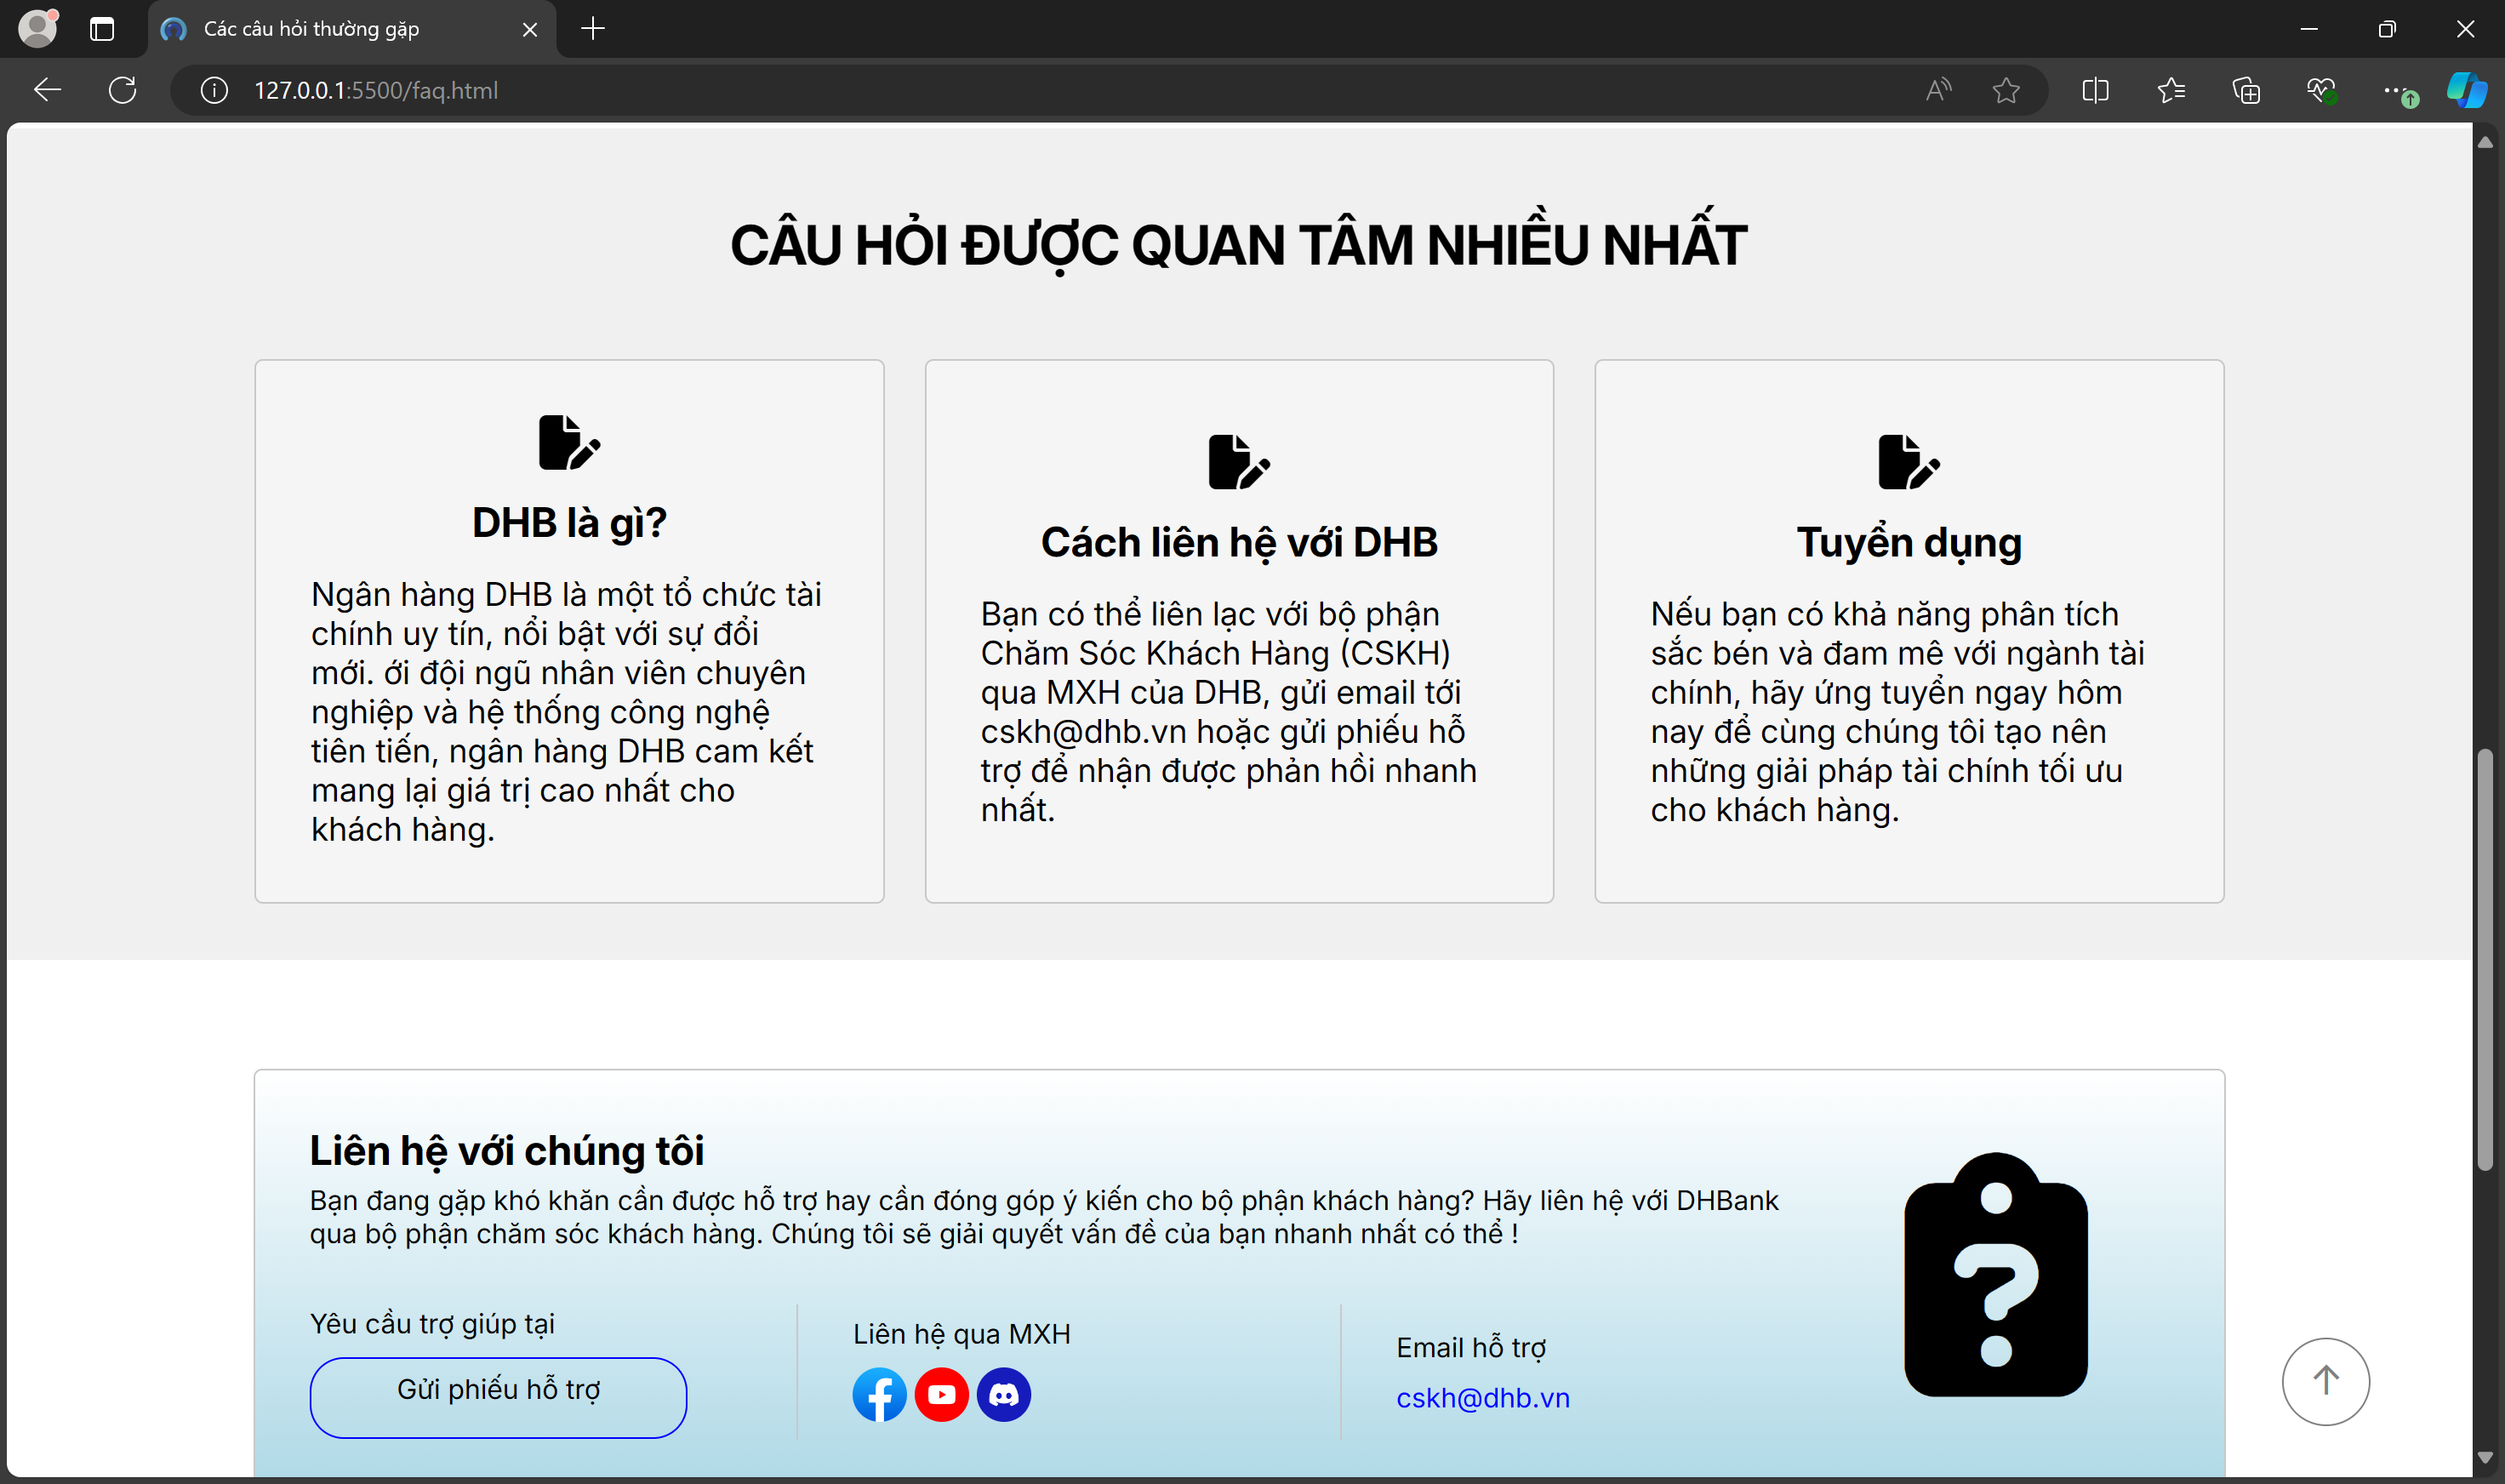 Các câu hỏi thường gặp
127.0.0.1:5500/faq.html
CÂU HỎI ĐƯỢC QUAN TÂM NHIỀU NHẤT
DHB là gì?
Ngân hàng DHB là một tổ chức tài
chính uy tín, nổi bật với sự đổi
mới. ới đội ngũ nhân viên chuyên
nghiệp và hệ thống công nghệ
tiên tiến, ngân hàng DHB cam kết
mang lại giá trị cao nhất cho
khách hàng.
Cách liên hệ với DHB
Bạn có thể liên lạc với bộ phận
Chăm Sóc Khách Hàng (CSKH)
qua MXH của DHB, gửi email tới
cskh@dhb.vn hoặc gửi phiếu hỗ
trợ để nhận được phản hồi nhanh
nhất.
Tuyển dụng
Nếu bạn có khả năng phân tích
sắc bén và đam mê với ngành tài
chính, hãy ứng tuyển ngay hôm
nay để cùng chúng tôi tạo nên
những giải pháp tài chính tối ưu
cho khách hàng.
Liên hệ với chúng tôi
Bạn đang gặp khó khăn cần được hỗ trợ hay cần đóng góp ý kiến cho bộ phận khách hàng? Hãy liên hệ với DHBank
qua bộ phận chăm sóc khách hàng. Chúng tôi sẽ giải quyết vấn đề của bạn nhanh nhất có thể !
Yêu cầu trợ giúp tại
Gửi phiếu hỗ trợ
Liên hệ qua MXH
Email hỗ trợ
cskh@dhb.vn